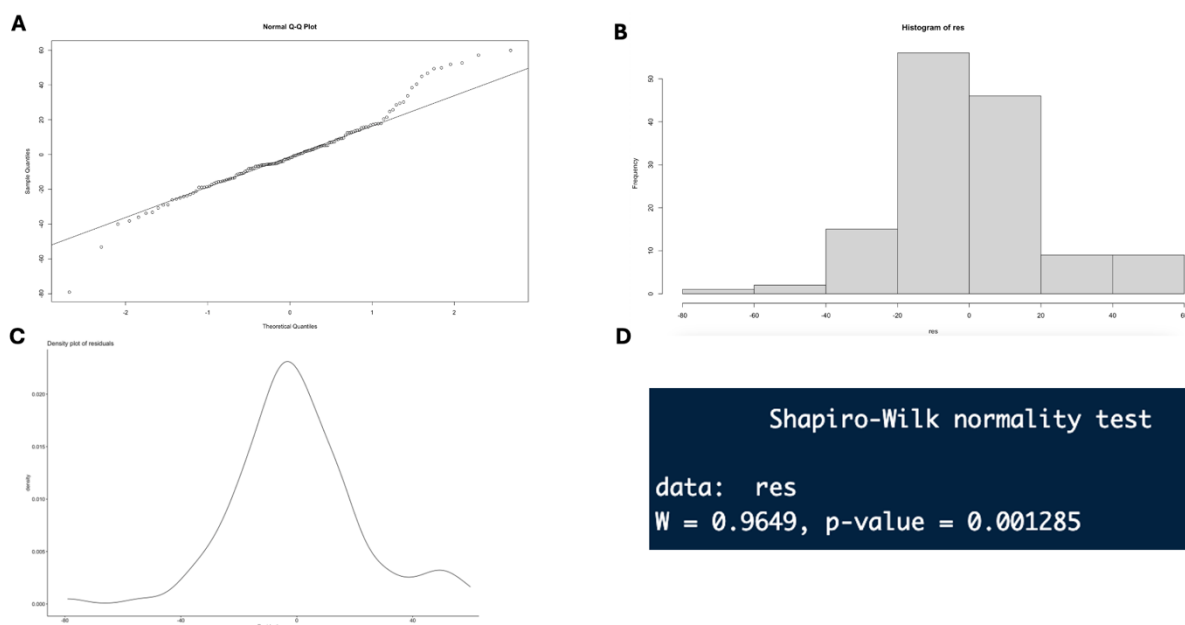 A
Normal Q-Q Plot
Sample Quantiles
60
40
20
0
-20
-40
-60
-80
-2
-1
0
1
2
Theoretical Quantiles
B
Histogram of res
Frequency
50
40
30
20
10
0
-80
-60
-40
-20
0
20
40
60
res
C
Density plot of residuals
density
0.020
0.015
0.010
0.005
0.000
-80
-40
0
40
D
Shapiro-Wilk normality test
data: res
W = 0.9649, p-value = 0.001285